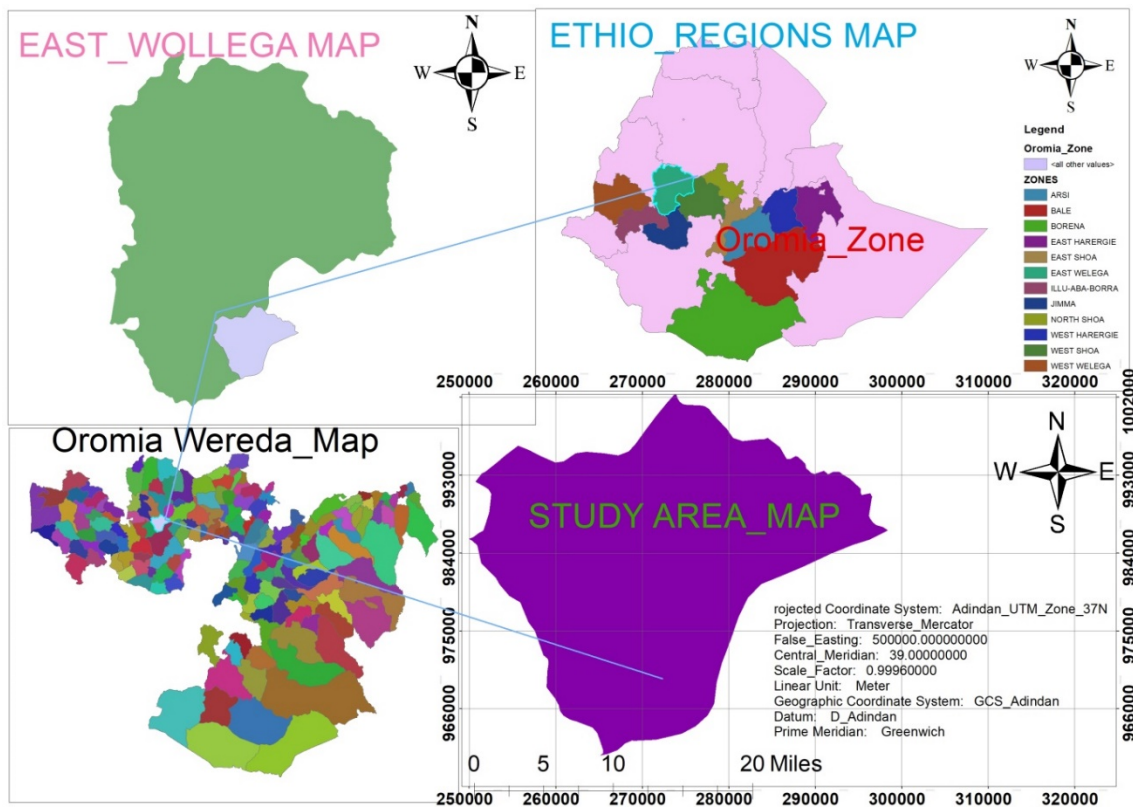 EAST_WOLLEGA MAP
N
W E
S
ETHIO_REGIONS MAP
N
W E
S
Oromia_Zone
Legend
Oromia_Zone
<all other values>
ZONES
ARSI
BALE
BORENA
EAST HARERGIE
EAST SHOA
EAST WELEGA
ILLU-ABA-BORRA
JIMMA
NORTH SHOA
WEST HARERGIE
WEST SHOA
WEST WELEGA
Oromia Wereda_Map
250000 260000 270000 280000 290000 300000 310000 320000
STUDY AREA_MAP
N
W E
S
1002000
993000 993000
984000 984000
975000 975000
966000 966000
rojected Coordinate System: Adindan_UTM_Zone_37N
Projection: Transverse_Mercator
False_Easting: 500000.000000000
Central_Meridian: 39.00000000
Scale_Factor: 0.99960000
Linear Unit: Meter
Geographic Coordinate System: GCS_Adindan
Datum: D_Adindan
Prime Meridian: Greenwich
0 5 10 20 Miles
250000 260000 270000 280000 290000 300000 310000 320000